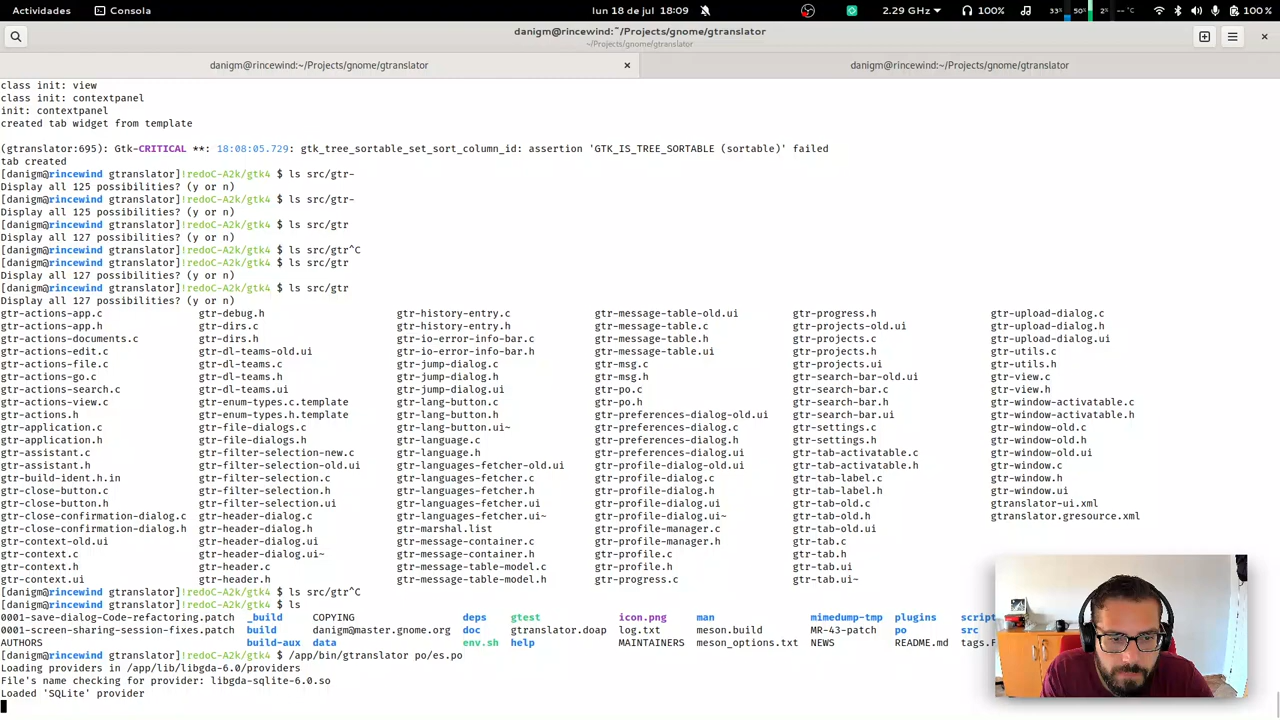 Actividades Consola lun 18 de jul 18:09 2.29 GHz 100% 33% 50% 2% --°C 100 %
danigm@rincewind:~/Projects/gnome/gtranslator
~/Projects/gnome/gtranslator
danigm@rincewind:~/Projects/gnome/gtranslator × danigm@rincewind:~/Projects/gnome/gtranslator
class init: view
class init: contextpanel
init: contextpanel
created tab widget from template
(gtranslator:695): Gtk-CRITICAL **: 18:08:05.729: gtk_tree_sortable_set_sort_column_id: assertion 'GTK_IS_TREE_SORTABLE (sortable)' failed
tab created
[danigm@rincewind gtranslator]!redoC-A2k/gtk4 $ ls src/gtr-
Display all 125 possibilities? (y or n)
[danigm@rincewind gtranslator]!redoC-A2k/gtk4 $ ls src/gtr-
Display all 125 possibilities? (y or n)
[danigm@rincewind gtranslator]!redoC-A2k/gtk4 $ ls src/gtr
Display all 127 possibilities? (y or n)
[danigm@rincewind gtranslator]!redoC-A2k/gtk4 $ ls src/gtr^C
[danigm@rincewind gtranslator]!redoC-A2k/gtk4 $ ls src/gtr
Display all 127 possibilities? (y or n)
[danigm@rincewind gtranslator]!redoC-A2k/gtk4 $ ls src/gtr
Display all 127 possibilities? (y or n)
gtr-actions-app.c gtr-debug.h gtr-history-entry.c gtr-message-table-old.ui gtr-progress.h gtr-upload-dialog.c
gtr-actions-app.h gtr-dirs.c gtr-history-entry.h gtr-message-table.c gtr-projects-old.ui gtr-upload-dialog.h
gtr-actions-documents.c gtr-dirs.h gtr-io-error-info-bar.c gtr-message-table.h gtr-projects.c gtr-upload-dialog.ui
gtr-actions-edit.c gtr-dl-teams-old.ui gtr-io-error-info-bar.h gtr-message-table.ui gtr-projects.h gtr-utils.c
gtr-actions-file.c gtr-dl-teams.c gtr-jump-dialog.c gtr-msg.c gtr-projects.ui gtr-utils.h
gtr-actions-go.c gtr-dl-teams.h gtr-jump-dialog.h gtr-msg.h gtr-search-bar-old.ui gtr-view.c
gtr-actions-search.c gtr-dl-teams.ui gtr-jump-dialog.ui gtr-po.c gtr-search-bar.c gtr-view.h
gtr-actions-view.c gtr-enum-types.c.template gtr-lang-button.c gtr-po.h gtr-search-bar.h gtr-window-activatable.c
gtr-actions.h gtr-enum-types.h.template gtr-lang-button.h gtr-preferences-dialog-old.ui gtr-search-bar.ui gtr-window-activatable.h
gtr-application.c gtr-file-dialogs.c gtr-lang-button.ui~ gtr-preferences-dialog.c gtr-settings.c gtr-window-old.c
gtr-application.h gtr-file-dialogs.h gtr-language.c gtr-preferences-dialog.h gtr-settings.h gtr-window-old.h
gtr-assistant.c gtr-filter-selection-new.c gtr-language.h gtr-preferences-dialog.ui gtr-tab-activatable.c gtr-window-old.ui
gtr-assistant.h gtr-filter-selection-old.ui gtr-languages-fetcher-old.ui gtr-profile-dialog-old.ui gtr-tab-activatable.h gtr-window.c
gtr-build-ident.h.in gtr-filter-selection.c gtr-languages-fetcher.c gtr-profile-dialog.c gtr-tab-label.c gtr-window.h
gtr-close-button.c gtr-filter-selection.h gtr-languages-fetcher.h gtr-profile-dialog.h gtr-tab-label.h gtr-window.ui
gtr-close-button.h gtr-filter-selection.ui gtr-languages-fetcher.ui gtr-profile-dialog.ui gtr-tab-old.c gtranslator-ui.xml
gtr-close-confirmation-dialog.c gtr-header-dialog.c gtr-languages-fetcher.ui~ gtr-profile-dialog.ui~ gtr-tab-old.h gtranslator.gresource.xml
gtr-close-confirmation-dialog.h gtr-header-dialog.h gtr-marshal.list gtr-profile-manager.c gtr-tab-old.ui
gtr-context-old.ui gtr-header-dialog.ui gtr-message-container.c gtr-profile-manager.h gtr-tab.c
gtr-context.c gtr-header-dialog.ui~ gtr-message-container.h gtr-profile.c gtr-tab.h
gtr-context.h gtr-header.c gtr-message-table-model.c gtr-profile.h gtr-tab.ui
gtr-context.ui gtr-header.h gtr-message-table-model.h gtr-progress.c gtr-tab.ui~
[danigm@rincewind gtranslator]!redoC-A2k/gtk4 $ ls src/gtr^C
[danigm@rincewind gtranslator]!redoC-A2k/gtk4 $ ls
0001-save-dialog-Code-refactoring.patch _build COPYING deps gtest icon.png man mimedump-tmp plugins script
0001-screen-sharing-session-fixes.patch build danigm@master.gnome.org doc gtranslator.doap log.txt meson.build MR-43-patch po src
AUTHORS build-aux data env.sh help MAINTAINERS meson_options.txt NEWS README.md tags.F
[danigm@rincewind gtranslator]!redoC-A2k/gtk4 $ /app/bin/gtranslator po/es.po
Loading providers in /app/lib/libgda-6.0/providers
File's name checking for provider: libgda-sqlite-6.0.so
Loaded 'SQLite' provider